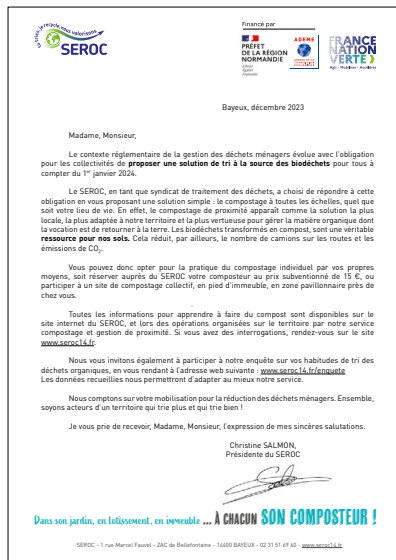 je trie, je recycle, nous valorisons
SEROC
Financé par
PRÉFET
DE LA RÉGION
NORMANDIE
Liberté
Égalité
Fraternité
ADEME
FRANCE
NATION
VERTE
Agir • Mobiliser • Accélérer
Bayeux, décembre 2023
Madame, Monsieur,
Le contexte réglementaire de la gestion des déchets ménagers évolue avec l'obligation
pour les collectivités de proposer une solution de tri à la source des biodéchets pour tous à
compter du 1er janvier 2024.
Le SEROC, en tant que syndicat de traitement des déchets, a choisi de répondre à cette
obligation en vous proposant une solution simple : le compostage à toutes les échelles, quel que
soit votre lieu de vie. En effet, le compostage de proximité apparaît comme la solution la plus
locale, la plus adaptée à notre territoire et la plus vertueuse pour gérer la matière organique dont
la vocation est de retourner à la terre. Les biodéchets transformés en compost, sont une véritable
ressource pour nos sols. Cela réduit, par ailleurs, le nombre de camions sur les routes et les
émissions de CO2.
Vous pouvez donc opter pour la pratique du compostage individuel par vos propres
moyens, soit réserver auprès du SEROC votre composteur au prix subventionné de 15 €, ou
participer à un site de compostage collectif, en pied d'immeuble, en zone pavillonnaire près de
chez vous.
Toutes les informations pour apprendre à faire du compost sont disponibles sur le
site internet du SEROC, et lors des opérations organisées sur le territoire par notre service
compostage et gestion de proximité. Si vous avez des interrogations, rendez-vous sur le site
www.seroc14.fr.
Nous vous invitons également à participer à notre enquête sur vos habitudes de tri des
déchets organiques, en vous rendant à l'adresse web suivante : www.seroc14.fr/enquete
Les données recueillies nous permettront d'adapter au mieux notre service.
Nous comptons sur votre mobilisation pour la réduction des déchets ménagers. Ensemble,
soyons acteurs d'un territoire qui trie plus et qui trie bien !
Je vous prie de recevoir, Madame, Monsieur, l'expression de mes sincères salutations.
Christine SALMON,
Présidente du SEROC
Dans son jardin, en lotissement, en immeuble ... À CHACUN SON COMPOSTEUR !
SEROC - 1 rue Marcel Fauvel - ZAC de Bellefontaine - 14400 BAYEUX - 02 31 51 69 60 - www.seroc14.fr